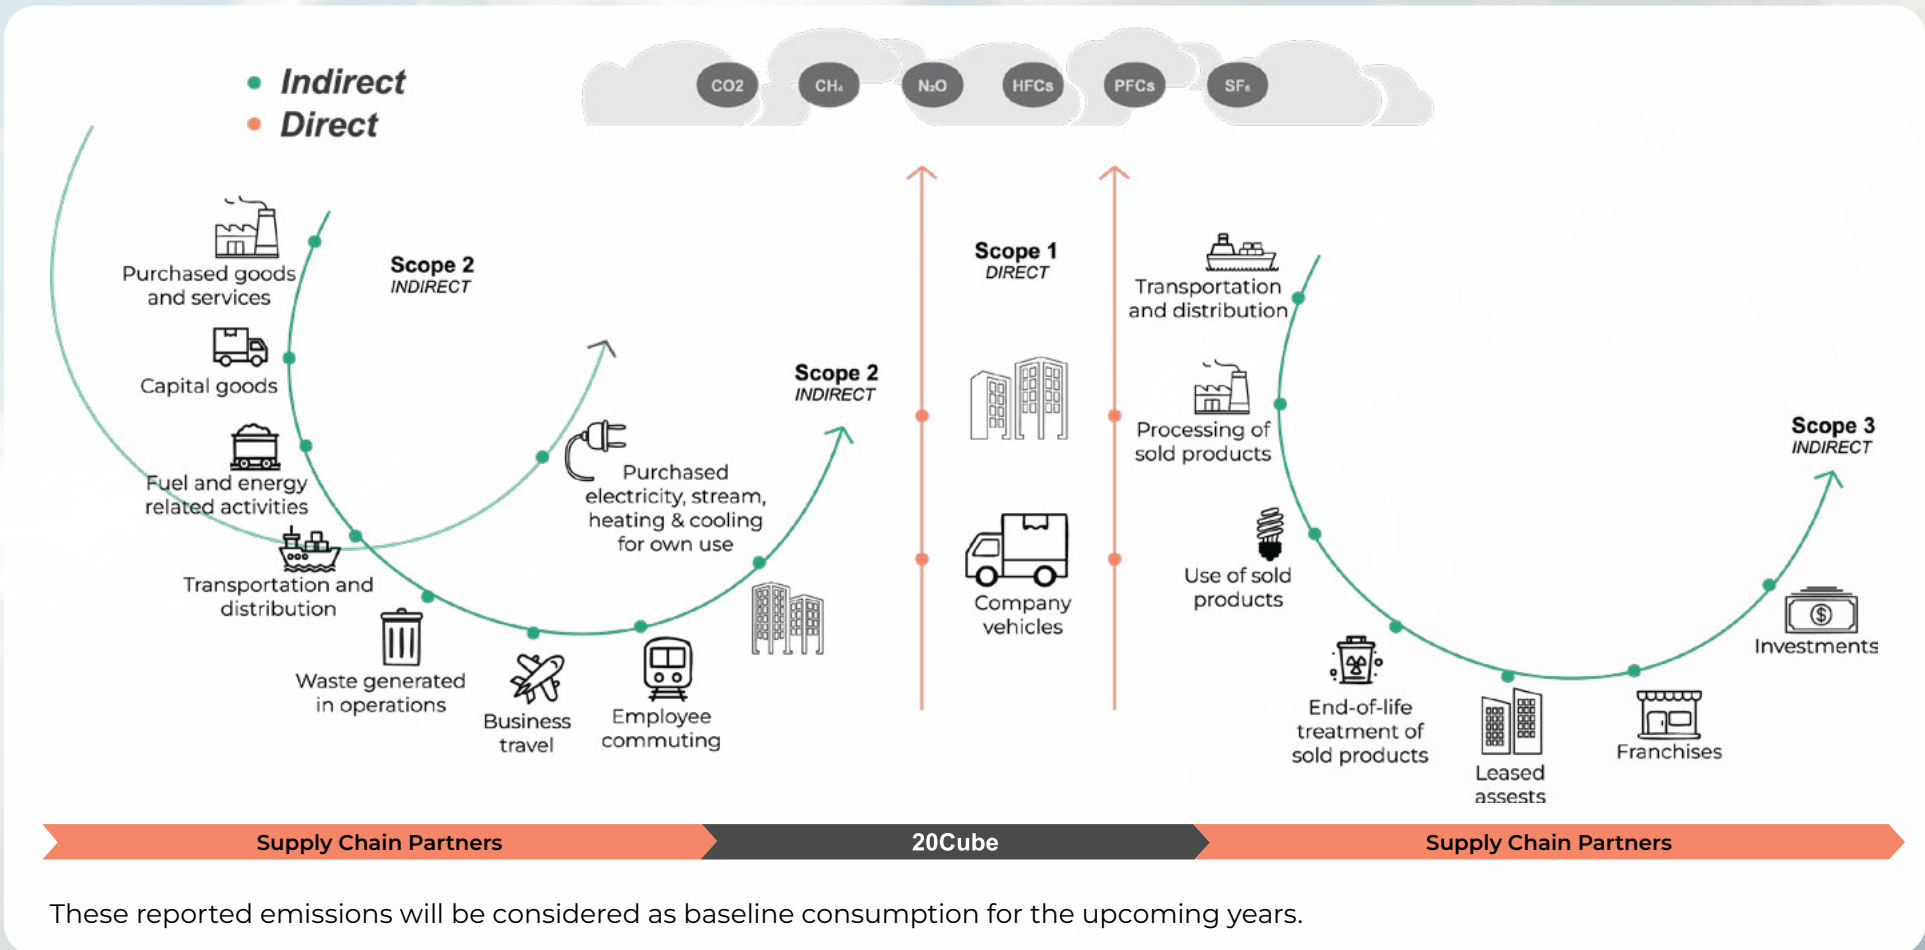 Indirect
Direct
CO2
CH₄
N₂O
HFCs
PFCs
SF₆
Purchased goods
and services
Capital goods
Fuel and energy
related activities
Transportation and
distribution
Waste generated
in operations
Business
travel
Employee
commuting
Scope 2
INDIRECT
Purchased
electricity, stream,
heating & cooling
for own use
Scope 2
INDIRECT
Scope 1
DIRECT
Company
vehicles
Transportation
and distribution
Processing of
sold products
Use of sold
products
End-of-life
treatment of
sold products
Leased
assests
Franchises
$
Investments
Scope 3
INDIRECT
Supply Chain Partners
20Cube
Supply Chain Partners
These reported emissions will be considered as baseline consumption for the upcoming years.